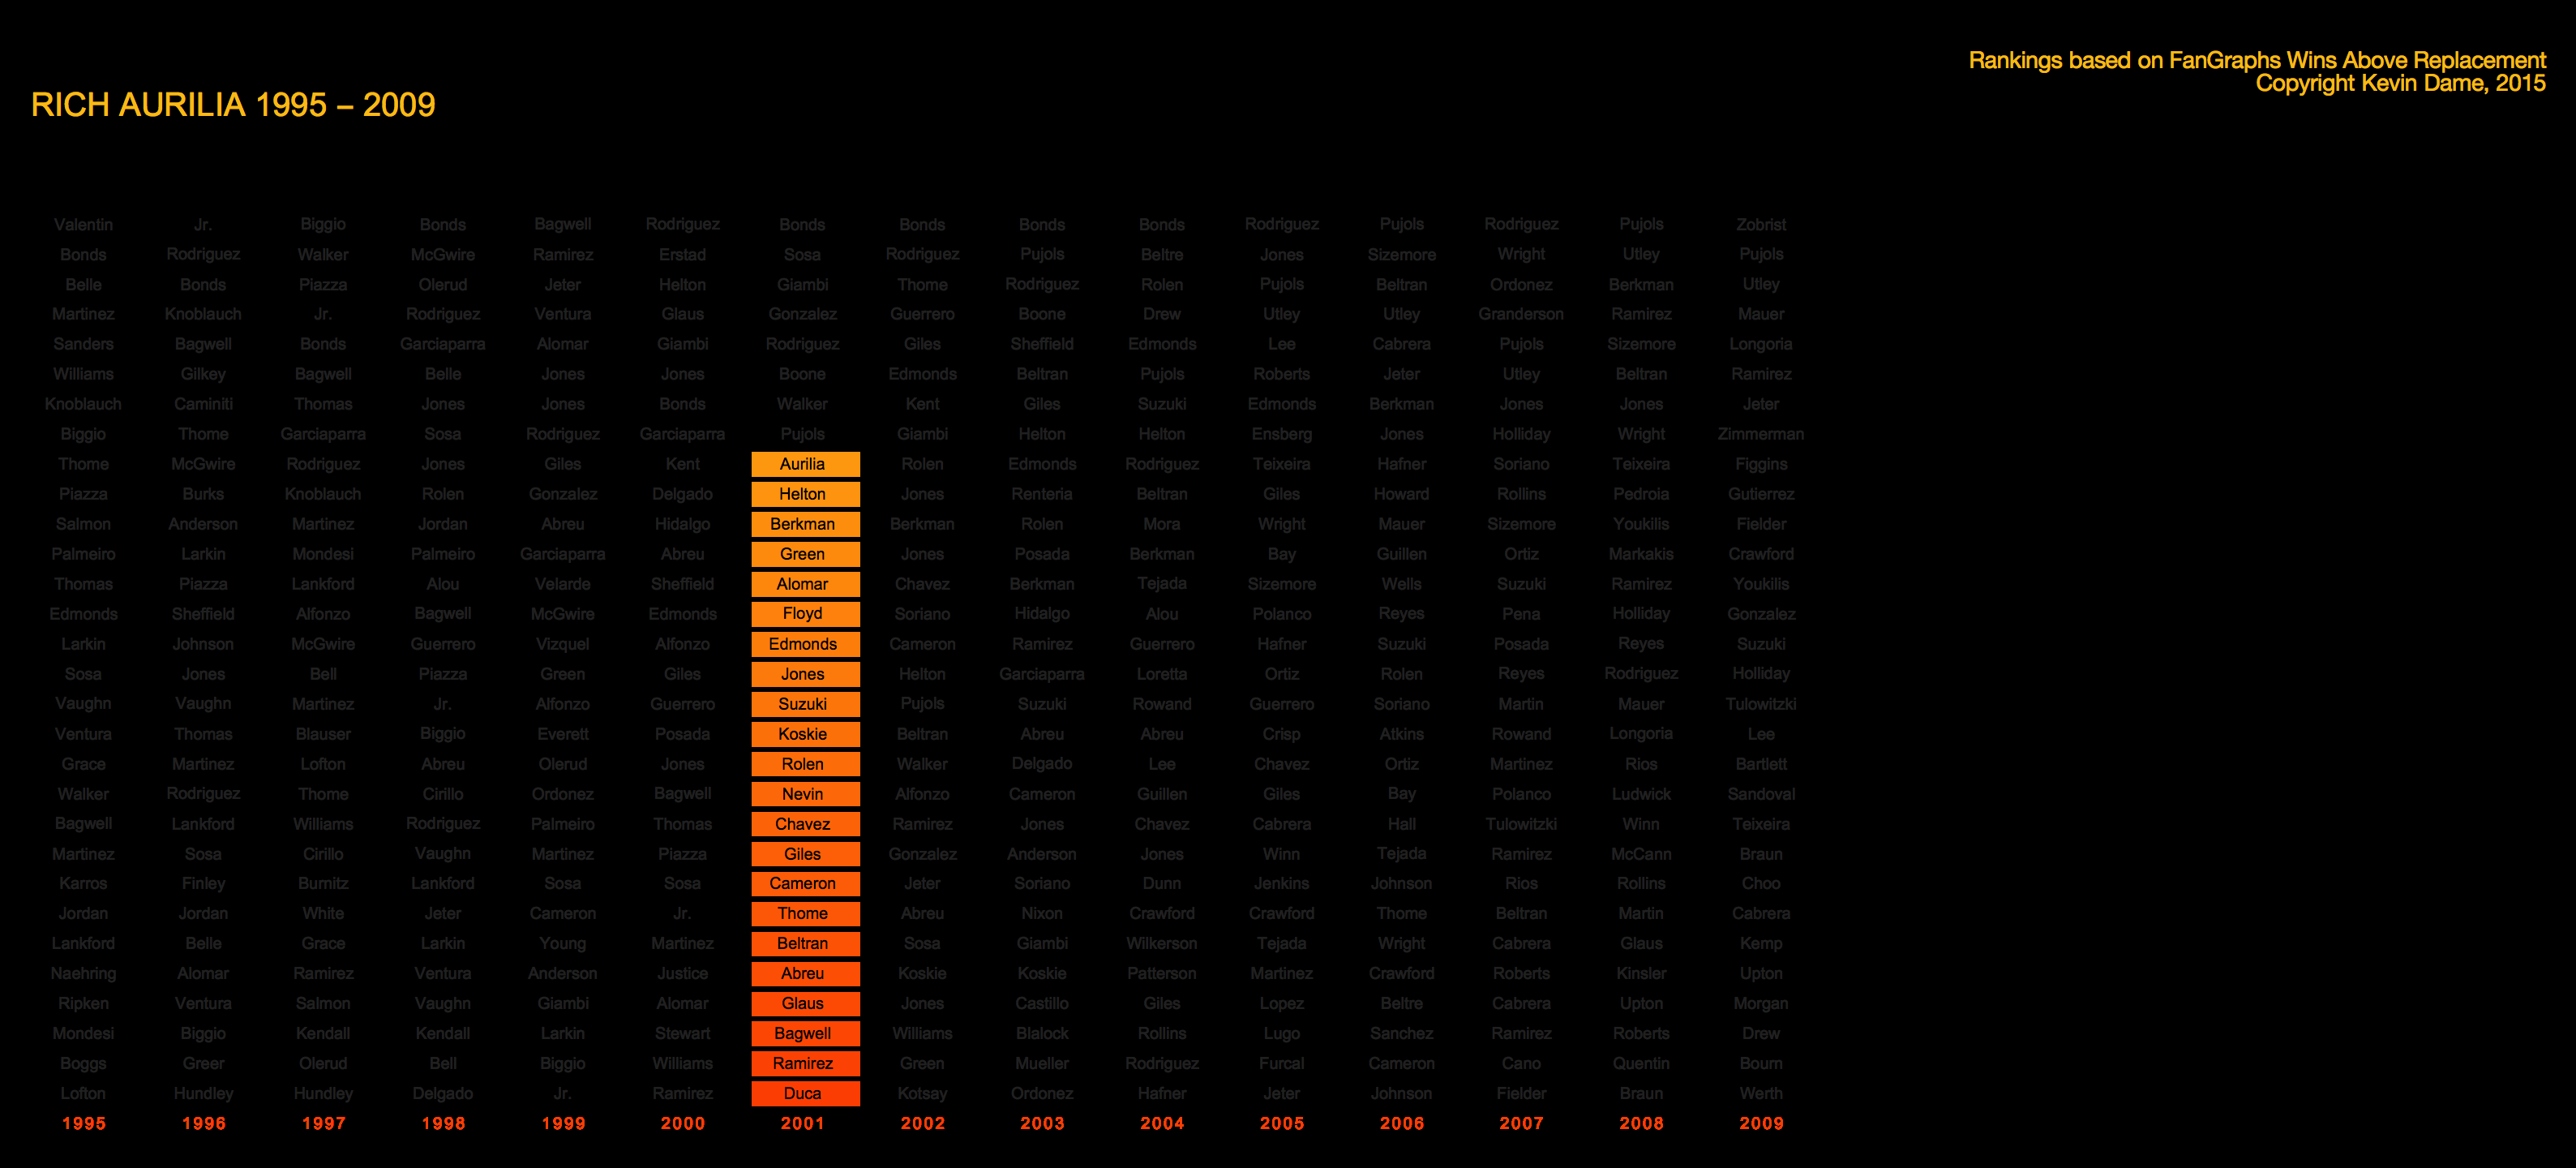 Rankings based on FanGraphs Wins Above Replacement
Copyright Kevin Dame, 2015
RICH AURILIA 1995 – 2009
Valentin Jr. Biggio Bonds Bagwell Rodriguez Bonds Bonds Bonds Bonds Rodriguez Pujols Rodriguez Pujols Zobrist
Bonds Rodriguez Walker McGwire Ramirez Erstad Sosa Rodriguez Pujols Beltre Jones Sizemore Wright Utley Pujols
Belle Bonds Piazza Olerud Jeter Helton Giambi Thome Rodriguez Rolen Pujols Beltran Ordonez Berkman Utley
Martinez Knoblauch Jr. Rodriguez Ventura Glaus Gonzalez Guerrero Boone Drew Utley Utley Granderson Ramirez Mauer
Sanders Bagwell Bonds Garciaparra Alomar Giambi Rodriguez Giles Sheffield Edmonds Lee Cabrera Pujols Sizemore Longoria
Williams Gilkey Bagwell Belle Jones Jones Boone Edmonds Beltran Pujols Roberts Jeter Utley Beltran Ramirez
Knoblauch Caminiti Thomas Jones Jones Bonds Walker Kent Giles Suzuki Edmonds Berkman Jones Jones Jeter
Biggio Thome Garciaparra Sosa Rodriguez Garciaparra Pujols Giambi Helton Helton Ensberg Jones Holliday Wright Zimmerman
Thome McGwire Rodriguez Jones Giles Kent Aurilia Rolen Edmonds Rodriguez Teixeira Hafner Soriano Teixeira Figgins
Piazza Burks Knoblauch Rolen Gonzalez Delgado Helton Jones Renteria Beltran Giles Howard Rollins Pedroia Gutierrez
Salmon Anderson Martinez Jordan Abreu Hidalgo Berkman Berkman Rolen Mora Wright Mauer Sizemore Youkilis Fielder
Palmeiro Larkin Mondesi Palmeiro Garciaparra Abreu Green Jones Posada Berkman Bay Guillen Ortiz Markakis Crawford
Thomas Piazza Lankford Alou Velarde Sheffield Alomar Chavez Berkman Tejada Sizemore Wells Suzuki Ramirez Youkilis
Edmonds Sheffield Alfonzo Bagwell McGwire Edmonds Floyd Soriano Hidalgo Alou Polanco Reyes Pena Holliday Gonzalez
Larkin Johnson McGwire Guerrero Vizquel Alfonzo Edmonds Cameron Ramirez Guerrero Hafner Suzuki Posada Reyes Suzuki
Sosa Jones Bell Piazza Green Giles Jones Helton Garciaparra Loretta Ortiz Rolen Reyes Rodriguez Holliday
Vaughn Vaughn Martinez Jr. Alfonzo Guerrero Suzuki Pujols Suzuki Rowand Guerrero Soriano Martin Mauer Tulowitzki
Ventura Thomas Blauser Biggio Everett Posada Koskie Beltran Abreu Abreu Crisp Atkins Rowand Longoria Lee
Grace Martinez Lofton Abreu Olerud Jones Rolen Walker Delgado Lee Chavez Ortiz Martinez Rios Bartlett
Walker Rodriguez Thome Cirillo Ordonez Bagwell Nevin Alfonzo Cameron Guillen Giles Bay Polanco Ludwick Sandoval
Bagwell Lankford Williams Rodriguez Palmeiro Thomas Chavez Ramirez Jones Chavez Cabrera Hall Tulowitzki Winn Teixeira
Martinez Sosa Cirillo Vaughn Martinez Piazza Giles Gonzalez Anderson Jones Winn Tejada Ramirez McCann Braun
Karros Finley Burnitz Lankford Sosa Sosa Cameron Jeter Soriano Dunn Jenkins Johnson Rios Rollins Choo
Jordan Jordan White Jeter Cameron Jr. Thome Abreu Nixon Crawford Crawford Thome Beltran Martin Cabrera
Lankford Belle Grace Larkin Young Martinez Beltran Sosa Giambi Wilkerson Tejada Wright Cabrera Glaus Kemp
Naehring Alomar Ramirez Ventura Anderson Justice Abreu Koskie Koskie Patterson Martinez Crawford Roberts Kinsler Upton
Ripken Ventura Salmon Vaughn Giambi Alomar Glaus Jones Castillo Giles Lopez Beltre Cabrera Upton Morgan
Mondesi Biggio Kendall Kendall Larkin Stewart Bagwell Williams Blalock Rollins Lugo Sanchez Ramirez Roberts Drew
Boggs Greer Olerud Bell Biggio Williams Ramirez Green Mueller Rodriguez Furcal Cameron Cano Quentin Bourn
Lofton Hundley Hundley Delgado Jr. Ramirez Duca Kotsay Ordonez Hafner Jeter Johnson Fielder Braun Werth
1995 1996 1997 1998 1999 2000 2001 2002 2003 2004 2005 2006 2007 2008 2009